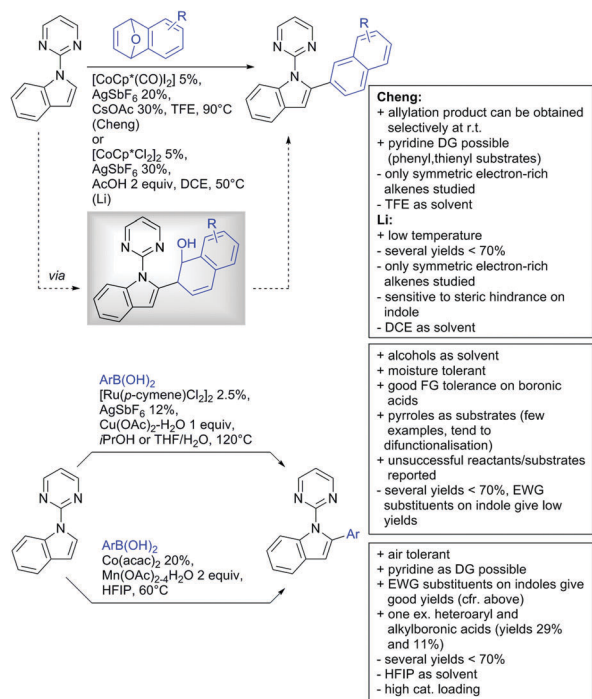 R
O
N
N
N
[CoCp*(CO)I₂] 5%,
AgSbF₆ 20%,
CsOAc 30%, TFE, 90°C
(Cheng)
or
[CoCp*Cl₂]₂ 5%,
AgSbF₆ 30%,
AcOH 2 equiv, DCE, 50°C
(Li)
N
N
N
R
via
N
N
N
OH
R
Cheng:
+ allylation product can be obtained
selectively at r.t.
+ pyridine DG possible
(phenyl,thienyl substrates)
- only symmetric electron-rich
alkenes studied
- TFE as solvent
Li:
+ low temperature
- several yields < 70%
- only symmetric electron-rich
alkenes studied
- sensitive to steric hindrance on
indole
- DCE as solvent
ArB(OH)₂
[Ru(p-cymene)Cl₂]₂ 2.5%,
AgSbF₆ 12%,
Cu(OAc)₂-H₂O 1 equiv,
iPrOH or THF/H₂O, 120°C
N
N
N
ArB(OH)₂
Co(acac)₂ 20%,
Mn(OAc)₂₋₄H₂O 2 equiv,
HFIP, 60°C
N
N
N
Ar
+ alcohols as solvent
+ moisture tolerant
+ good FG tolerance on boronic
acids
+ pyrroles as substrates (few
examples, tend to
difunctionalisation)
+ unsuccessful reactants/substrates
reported
- several yields < 70%, EWG
substituents on indole give low
yields
+ air tolerant
+ pyridine as DG possible
+ EWG substituents on indoles give
good yields (cfr. above)
+ one ex. heteroaryl and
alkylboronic acids (yields 29%
and 11%)
- several yields < 70%
- HFIP as solvent
- high cat. loading